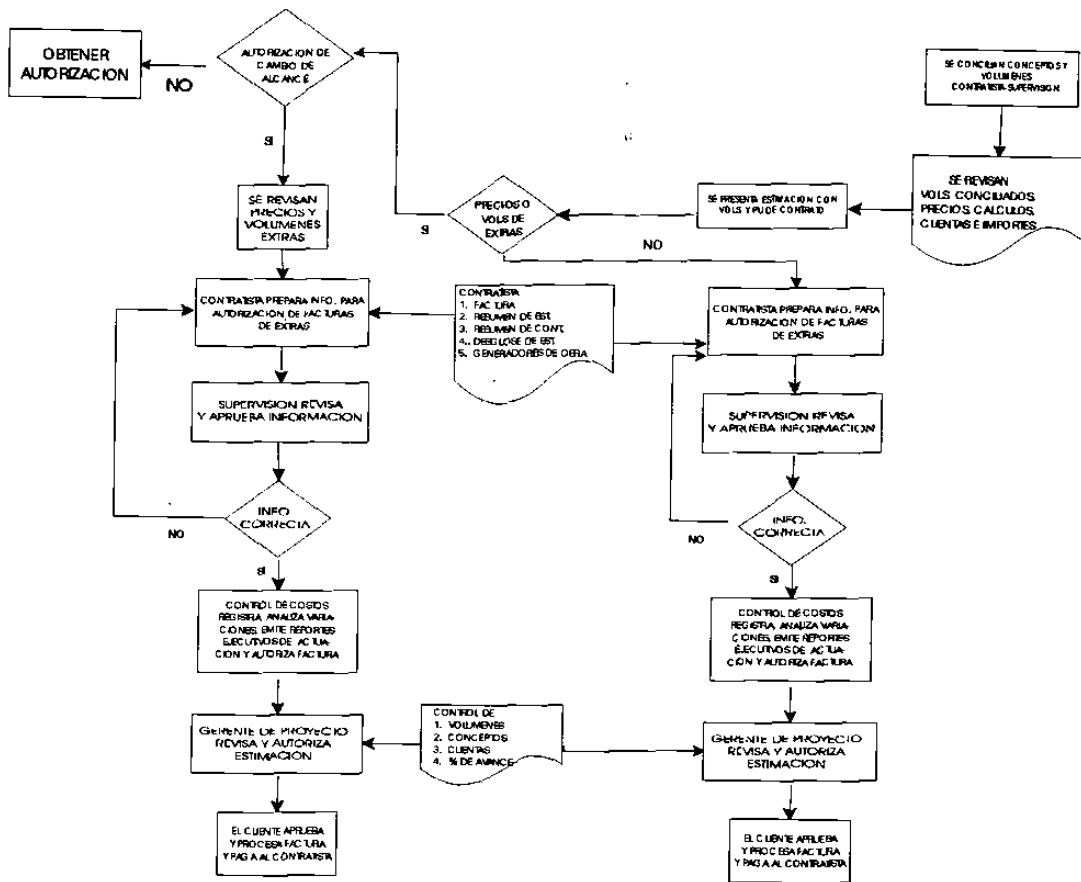 OBTENER
AUTORIZACION
NO
AUTORIZACION DE
CAMBIO DE
ALCANCE
SI
SE REVISAN
PRECIOS Y
VOLUMENES
EXTRAS
SE CONCILIAN CONCEPTOS Y
VOLUMENES
CONTRATISTA-SUPERVISION
SE REVISAN
VOLS CONCILIADOS,
PRECIOS, CALCULOS,
CUENTAS E IMPORTES
SE PRESENTA ESTIMACION CON
VOLS Y PU DE CONTRATO
PRECIOS O
VOLS DE
EXTRAS
SI
NO
CONTRATISTA PREPARA INFO. PARA
AUTORIZACION DE FACTURAS
DE EXTRAS
CONTRATISTA
1. FACTURA
2. RESUMEN DE EST.
3. RESUMEN DE CONT.
4.. DESGLOSE DE EST.
5. GENERADORES DE OBRA
CONTRATISTA PREPARA INFO. PARA
AUTORIZACION DE FACTURAS
DE EXTRAS
SUPERVISION REVISA
Y APRUEBA INFORMACION
SUPERVISION REVISA
Y APRUEBA INFORMACION
INFO.
CORRECTA
NO
SI
INFO.
CORRECTA
NO
SI
CONTROL DE COSTOS
REGISTRA, ANALIZA VARIA
CIONES, EMITE REPORTES
EJECUTIVOS DE ACTUA-
CION Y AUTORIZA FACTURA
CONTROL DE COSTOS
REGISTRA, ANALIZA VARIA
CIONES, EMITE REPORTES
EJECUTIVOS DE ACTUA-
CION Y AUTORIZA FACTURA
GERENTE DE PROYECTO
REVISA Y AUTORIZA
ESTIMACION
CONTROL DE
1. VOLUMENES
2. CONCEPTOS
3. CUENTAS
4. % DE AVANCE
GERENTE DE PROYECTO
REVISA Y AUTORIZA
ESTIMACION
EL CLIENTE APRUEBA
Y PROCESA FACTURA
Y PAGA AL CONTRATISTA
EL CLIENTE APRUEBA
Y PROCESA FACTURA
Y PAGA AL CONTRATISTA